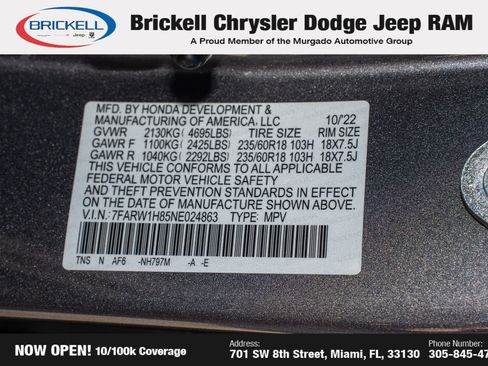 BRICKELL
Jeep
Brickell Chrysler Dodge Jeep RAM
A Proud Member of the Murgado Automotive Group
MFD. BY HONDA DEVELOPMENT &
MANUFACTURING OF AMERICA, LLC 10/'22
GVWR 2130KG( 4695LBS) TIRE SIZE RIM SIZE
GAWR F 1100KG( 2425LBS) 235/60R18 103H 18X7.5J
GAWR R 1040KG( 2292LBS) 235/60R18 103H 18X7.5J
THIS VEHICLE CONFORMS TO ALL APPLICABLE
FEDERAL MOTOR VEHICLE SAFETY
AND THEFT PREVENTION STANDARDS IN EFFECT
ON THE DATE OF MANUFACTURE SHOWN ABOVE.
V.I.N.: 7FARW1H85NE024863 TYPE: MPV
TNS N AF6 -NH797M -A -E
NOW OPEN! 10/100k Coverage
Address:
701 SW 8th Street, Miami, FL, 33130
Phone Number:
305-845-47